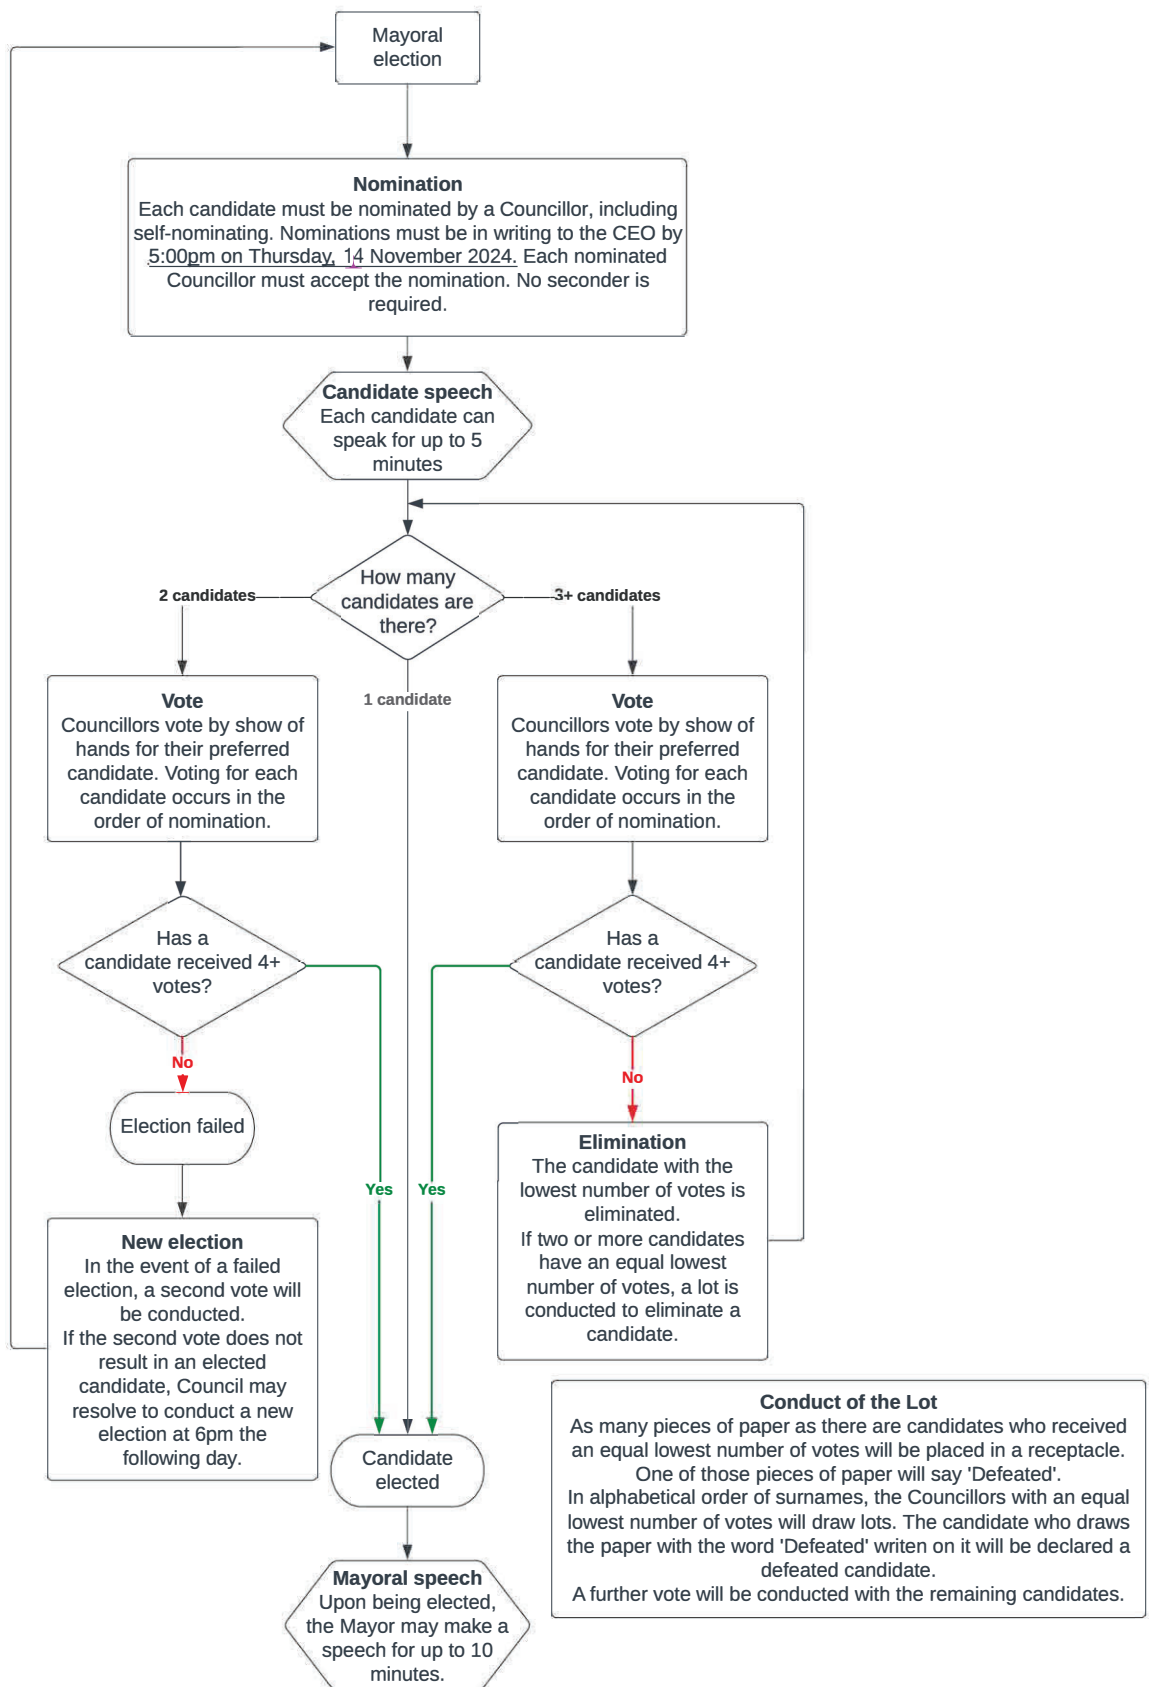 Mayoral
election
Nomination
Each candidate must be nominated by a Councillor, including
self-nominating. Nominations must be in writing to the CEO by
5:00pm on Thursday, 14 November 2024. Each nominated
Councillor must accept the nomination. No seconder is
required.
Candidate speech
Each candidate can
speak for up to 5
minutes
How many
candidates are
there?
2 candidates
3+ candidates
1 candidate
Vote
Councillors vote by show of
hands for their preferred
candidate. Voting for each
candidate occurs in the
order of nomination.
Vote
Councillors vote by show of
hands for their preferred
candidate. Voting for each
candidate occurs in the
order of nomination.
Has a
candidate received 4+
votes?
Has a
candidate received 4+
votes?
No
No
Election failed
Yes
Yes
Elimination
The candidate with the
lowest number of votes is
eliminated.
If two or more candidates
have an equal lowest
number of votes, a lot is
conducted to eliminate a
candidate.
New election
In the event of a failed
election, a second vote will
be conducted.
If the second vote does not
result in an elected
candidate, Council may
resolve to conduct a new
election at 6pm the
following day.
Candidate
elected
Conduct of the Lot
As many pieces of paper as there are candidates who received
an equal lowest number of votes will be placed in a receptacle.
One of those pieces of paper will say 'Defeated'.
In alphabetical order of surnames, the Councillors with an equal
lowest number of votes will draw lots. The candidate who draws
the paper with the word 'Defeated' writen on it will be declared a
defeated candidate.
A further vote will be conducted with the remaining candidates.
Mayoral speech
Upon being elected,
the Mayor may make a
speech for up to 10
minutes.